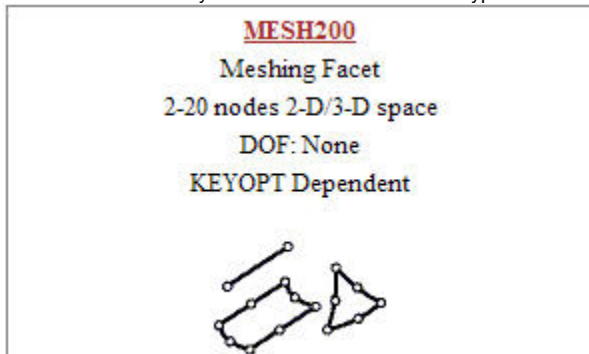 MESH200
Meshing Facet
2-20 nodes 2-D/3-D space
DOF: None
KEYOPT Dependent